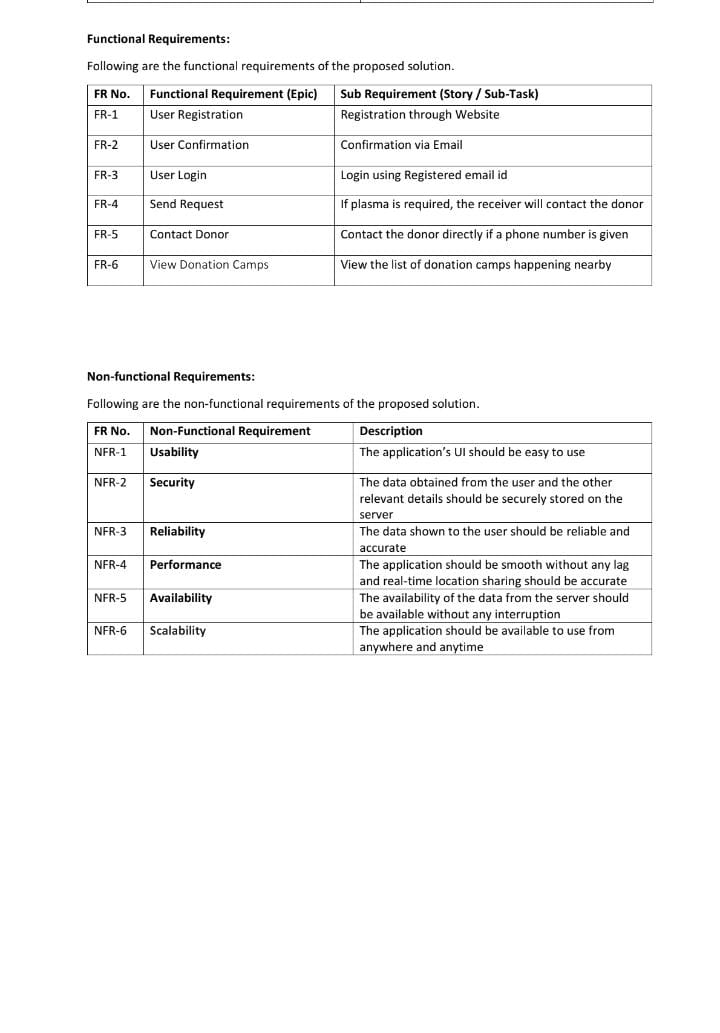 Functional Requirements:
Following are the functional requirements of the proposed solution.
FR No. Functional Requirement (Epic) Sub Requirement (Story / Sub-Task)
FR-1 User Registration Registration through Website
FR-2 User Confirmation Confirmation via Email
FR-3 User Login Login using Registered email id
FR-4 Send Request If plasma is required, the receiver will contact the donor
FR-5 Contact Donor Contact the donor directly if a phone number is given
FR-6 View Donation Camps View the list of donation camps happening nearby
Non-functional Requirements:
Following are the non-functional requirements of the proposed solution.
FR No. Non-Functional Requirement Description
NFR-1 Usability The application’s UI should be easy to use
NFR-2 Security The data obtained from the user and the other
relevant details should be securely stored on the
server
NFR-3 Reliability The data shown to the user should be reliable and
accurate
NFR-4 Performance The application should be smooth without any lag
and real-time location sharing should be accurate
NFR-5 Availability The availability of the data from the server should
be available without any interruption
NFR-6 Scalability The application should be available to use from
anywhere and anytime